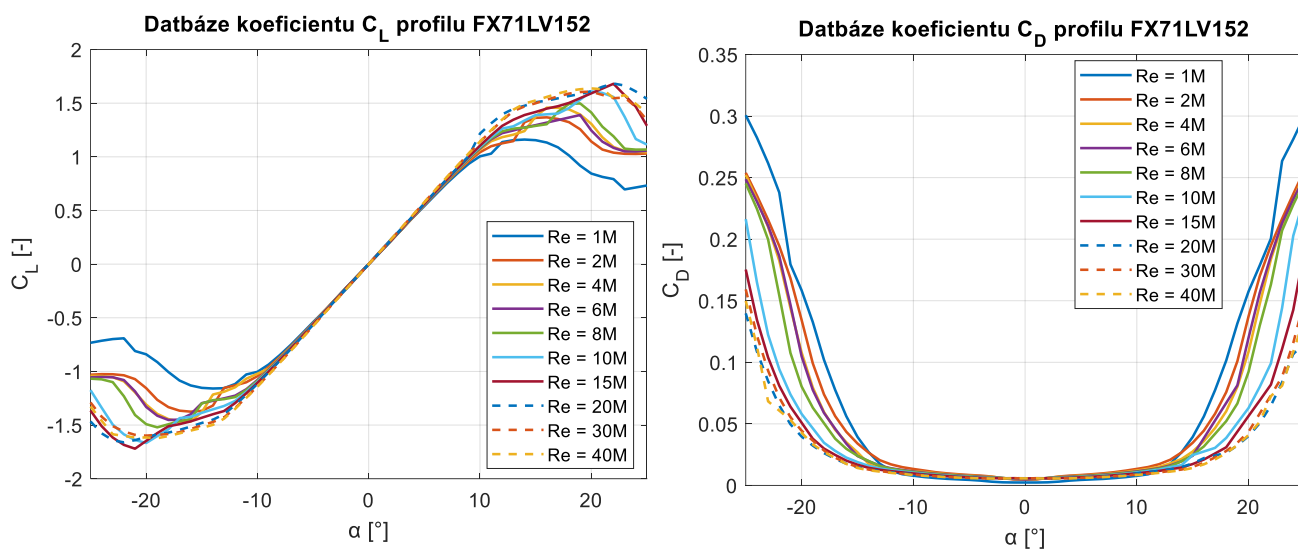 Datbáze koeficientu C_L profilu FX71LV152
2
1.5
1
0.5
0
-0.5
-1
-1.5
-2
C_L [-]
-20
-10
0
10
20
α [°]
Re = 1M
Re = 2M
Re = 4M
Re = 6M
Re = 8M
Re = 10M
Re = 15M
Re = 20M
Re = 30M
Re = 40M
Datbáze koeficientu C_D profilu FX71LV152
0.35
0.3
0.25
0.2
0.15
0.1
0.05
0
C_D [-]
-20
-10
0
10
20
α [°]
Re = 1M
Re = 2M
Re = 4M
Re = 6M
Re = 8M
Re = 10M
Re = 15M
Re = 20M
Re = 30M
Re = 40M